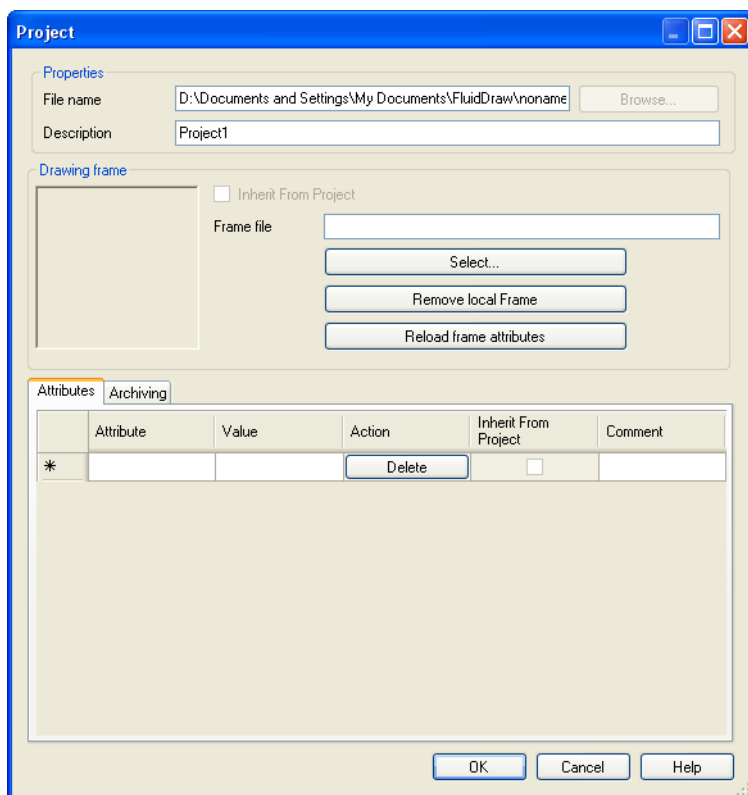 Project
Properties
File name D:\Documents and Settings\My Documents\FluidDraw\noname Browse...
Description Project1
Drawing frame
Inherit From Project
Frame file
Select...
Remove local Frame
Reload frame attributes
Attributes Archiving
Attribute Value Action Inherit From Project Comment
* Delete
OK Cancel Help